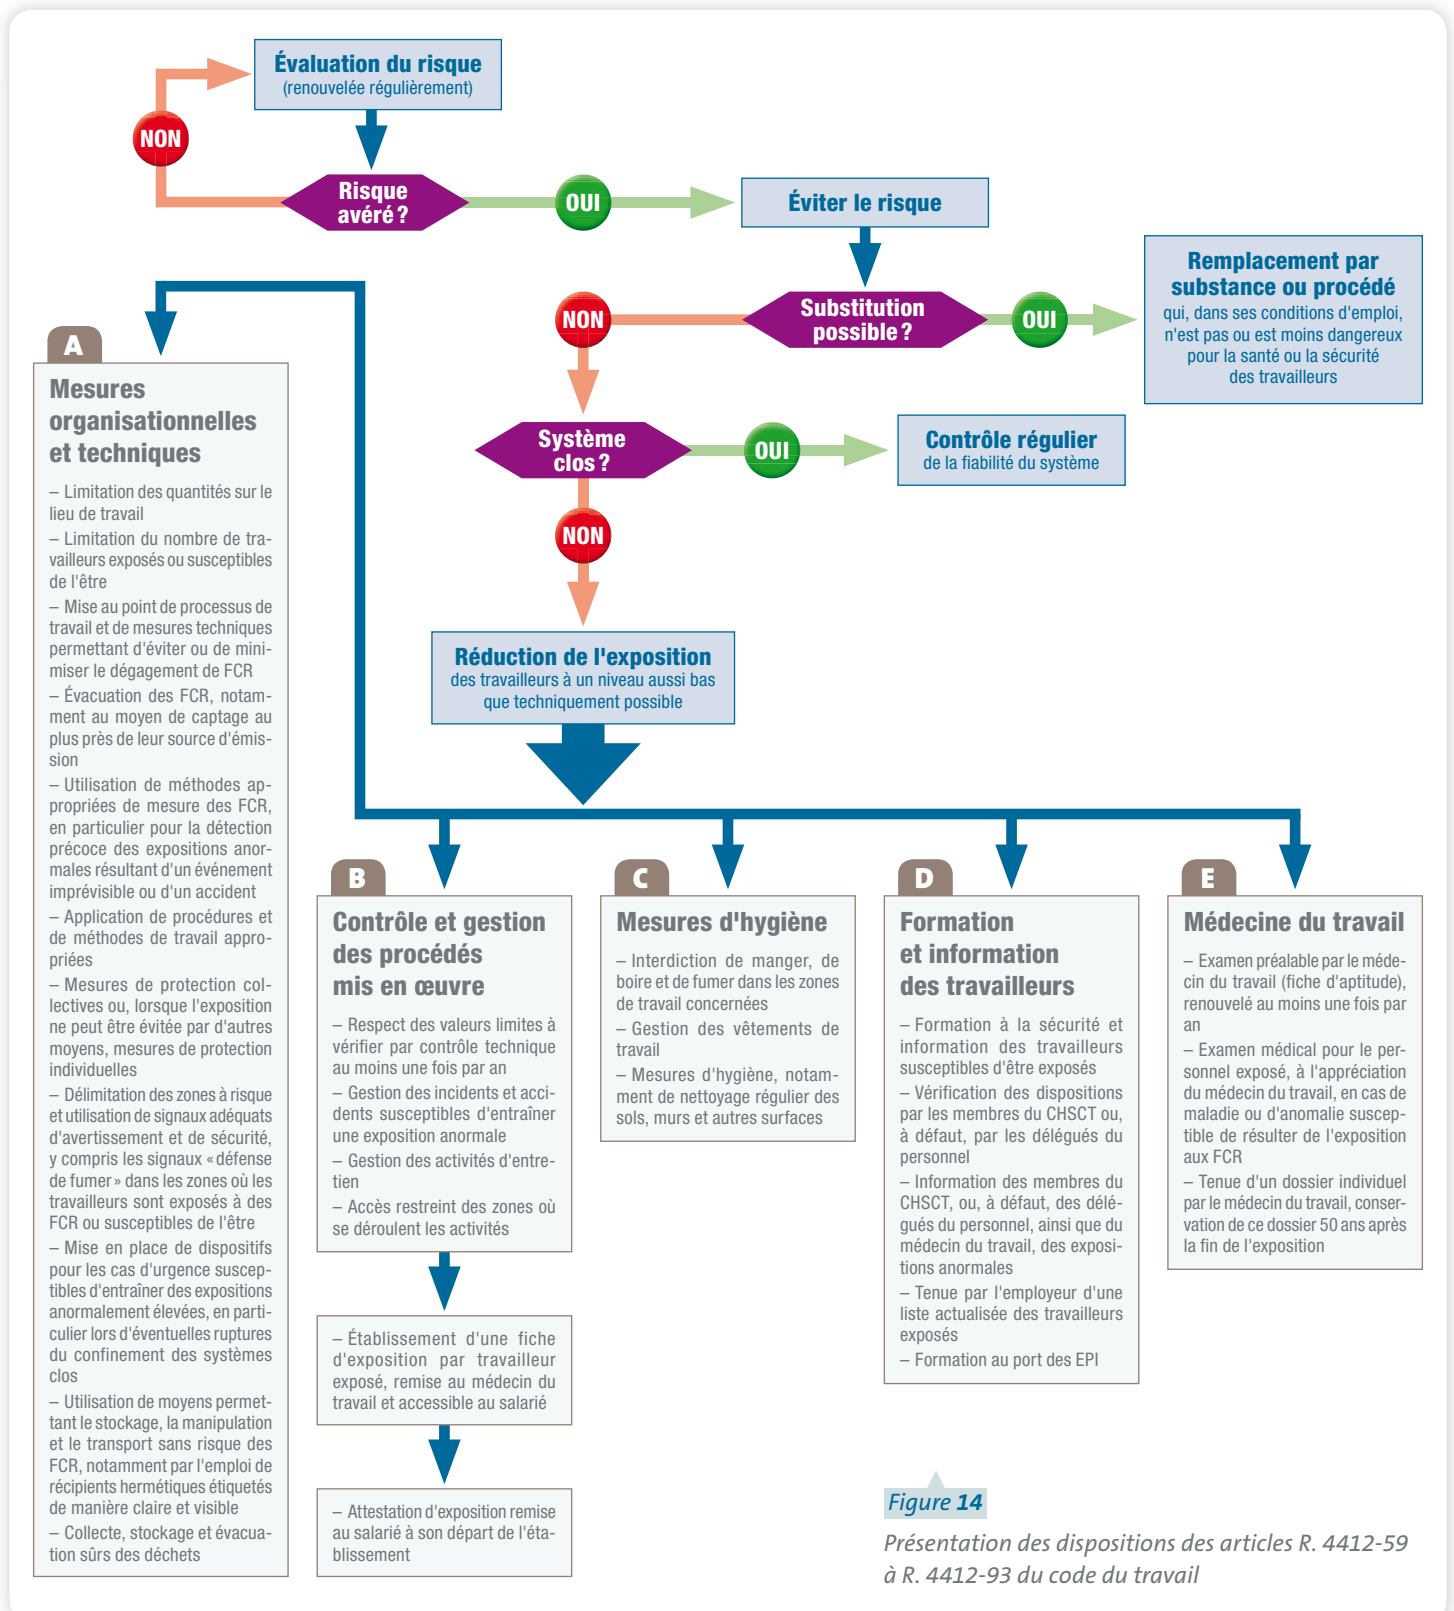 Évaluation du risque
(renouvelée régulièrement)
NON
Risque
avéré ?
OUI
Éviter le risque
Substitution
possible ?
NON
OUI
Remplacement par
substance ou procédé
qui, dans ses conditions d'emploi,
n'est pas ou est moins dangereux
pour la santé ou la sécurité
des travailleurs
Système
clos ?
OUI
Contrôle régulier
de la fiabilité du système
NON
Réduction de l'exposition
des travailleurs à un niveau aussi bas
que techniquement possible
A
Mesures
organisationnelles
et techniques
– Limitation des quantités sur le
lieu de travail
– Limitation du nombre de tra-
vailleurs exposés ou susceptibles
de l'être
– Mise au point de processus de
travail et de mesures techniques
permettant d'éviter ou de mini-
miser le dégagement de FCR
– Évacuation des FCR, notam-
ment au moyen de captage au
plus près de leur source d'émis-
sion
– Utilisation de méthodes ap-
propriées de mesure des FCR,
en particulier pour la détection
précoce des expositions anor-
males résultant d'un événement
imprévisible ou d'un accident
– Application de procédures et
de méthodes de travail appro-
priées
– Mesures de protection col-
lectives ou, lorsque l'exposition
ne peut être évitée par d'autres
moyens, mesures de protection
individuelles
– Délimitation des zones à risque
et utilisation de signaux adéquats
d'avertissement et de sécurité,
y compris les signaux « défense
de fumer » dans les zones où les
travailleurs sont exposés à des
FCR ou susceptibles de l'être
– Mise en place de dispositifs
pour les cas d'urgence suscep-
tibles d'entraîner des expositions
anormalement élevées, en parti-
culier lors d'éventuelles ruptures
du confinement des systèmes
clos
– Utilisation de moyens permet-
tant le stockage, la manipulation
et le transport sans risque des
FCR, notamment par l'emploi de
récipients hermétiques étiquetés
de manière claire et visible
– Collecte, stockage et évacua-
tion sûrs des déchets
B
Contrôle et gestion
des procédés
mis en œuvre
– Respect des valeurs limites à
vérifier par contrôle technique
au moins une fois par an
– Gestion des incidents et acci-
dents susceptibles d'entraîner
une exposition anormale
– Gestion des activités d'entre-
tien
– Accès restreint des zones où
se déroulent les activités
– Établissement d'une fiche
d'exposition par travailleur
exposé, remise au médecin du
travail et accessible au salarié
– Attestation d'exposition remise
au salarié à son départ de l'éta-
blissement
C
Mesures d'hygiène
– Interdiction de manger, de
boire et de fumer dans les zones
de travail concernées
– Gestion des vêtements de
travail
– Mesures d'hygiène, notam-
ment de nettoyage régulier des
sols, murs et autres surfaces
D
Formation
et information
des travailleurs
– Formation à la sécurité et
information des travailleurs
susceptibles d'être exposés
– Vérification des dispositions
par les membres du CHSCT ou,
à défaut, par les délégués du
personnel
– Information des membres du
CHSCT, ou, à défaut, des délé-
gués du personnel, ainsi que du
médecin du travail, des exposi-
tions anormales
– Tenue par l'employeur d'une
liste actualisée des travailleurs
exposés
– Formation au port des EPI
E
Médecine du travail
– Examen préalable par le méde-
cin du travail (fiche d'aptitude),
renouvelé au moins une fois par
an
– Examen médical pour le per-
sonnel exposé, à l'appréciation
du médecin du travail, en cas de
maladie ou d'anomalie suscep-
tible de résulter de l'exposition
aux FCR
– Tenue d'un dossier individuel
par le médecin du travail, conser-
vation de ce dossier 50 ans après
la fin de l'exposition
Figure 14
Présentation des dispositions des articles R. 4412-59
à R. 4412-93 du code du travail